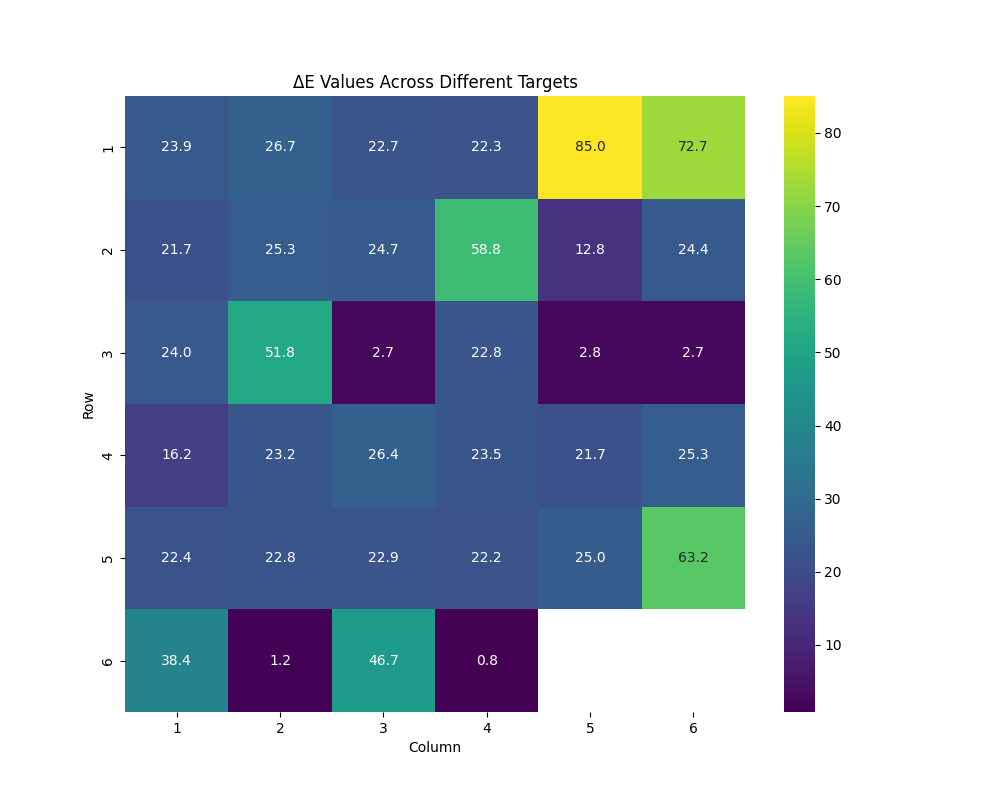 ΔE Values Across Different Targets
80
1 23.9 26.7 22.7 22.3 85.0 72.7
70
2 21.7 25.3 24.7 58.8 12.8 24.4
60
50
3 24.0 51.8 2.7 22.8 2.8 2.7
Row
40
4 16.2 23.2 26.4 23.5 21.7 25.3
30
5 22.4 22.8 22.9 22.2 25.0 63.2
20
10
6 38.4 1.2 46.7 0.8
1 2 3 4 5 6
Column